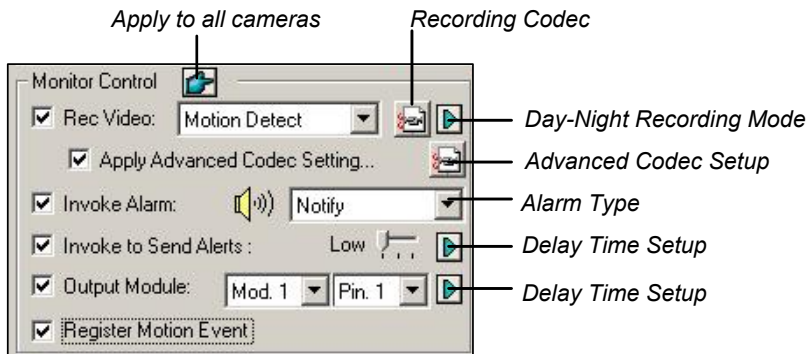 Apply to all cameras
Recording Codec
Monitor Control
Rec Video: Motion Detect
Day-Night Recording Mode
Apply Advanced Codec Setting...
Advanced Codec Setup
Invoke Alarm: Notify
Alarm Type
Invoke to Send Alerts : Low
Delay Time Setup
Output Module: Mod. 1 Pin. 1
Delay Time Setup
Register Motion Event